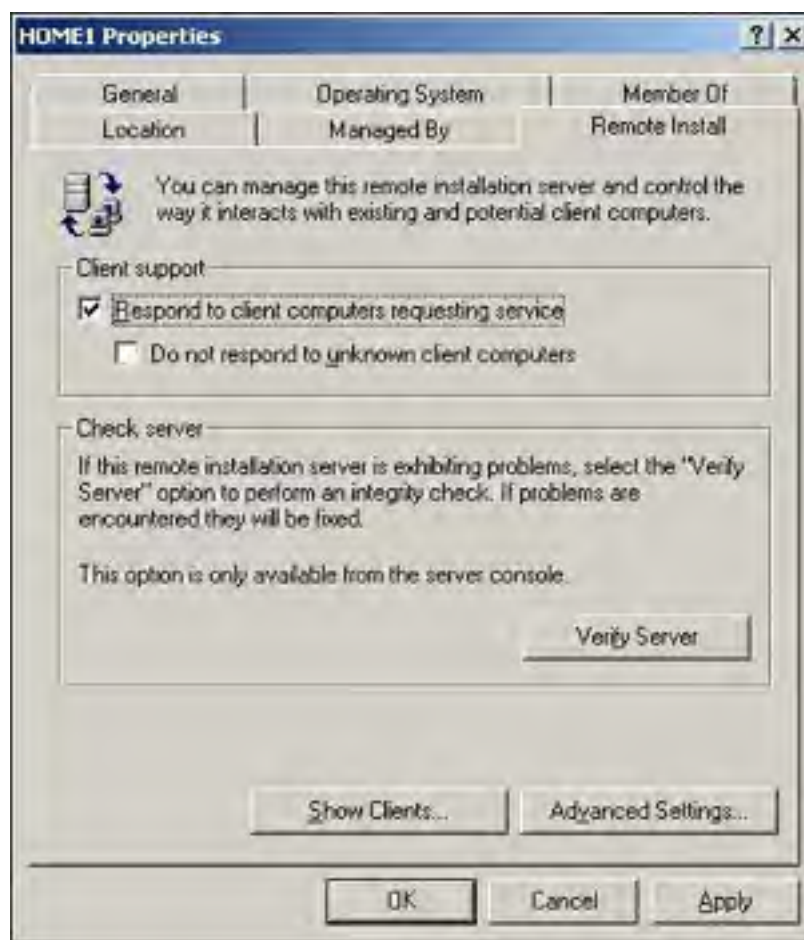 HOME1 Properties
? X
General
Operating System
Member Of
Location
Managed By
Remote Install
You can manage this remote installation server and control the
way it interacts with existing and potential client computers.
Client support
Respond to client computers requesting service
Do not respond to unknown client computers
Check server
If this remote installation server is exhibiting problems, select the "Verify
Server" option to perform an integrity check. If problems are
encountered they will be fixed.
This option is only available from the server console.
Verify Server
Show Clients...
Advanced Settings...
OK
Cancel
Apply